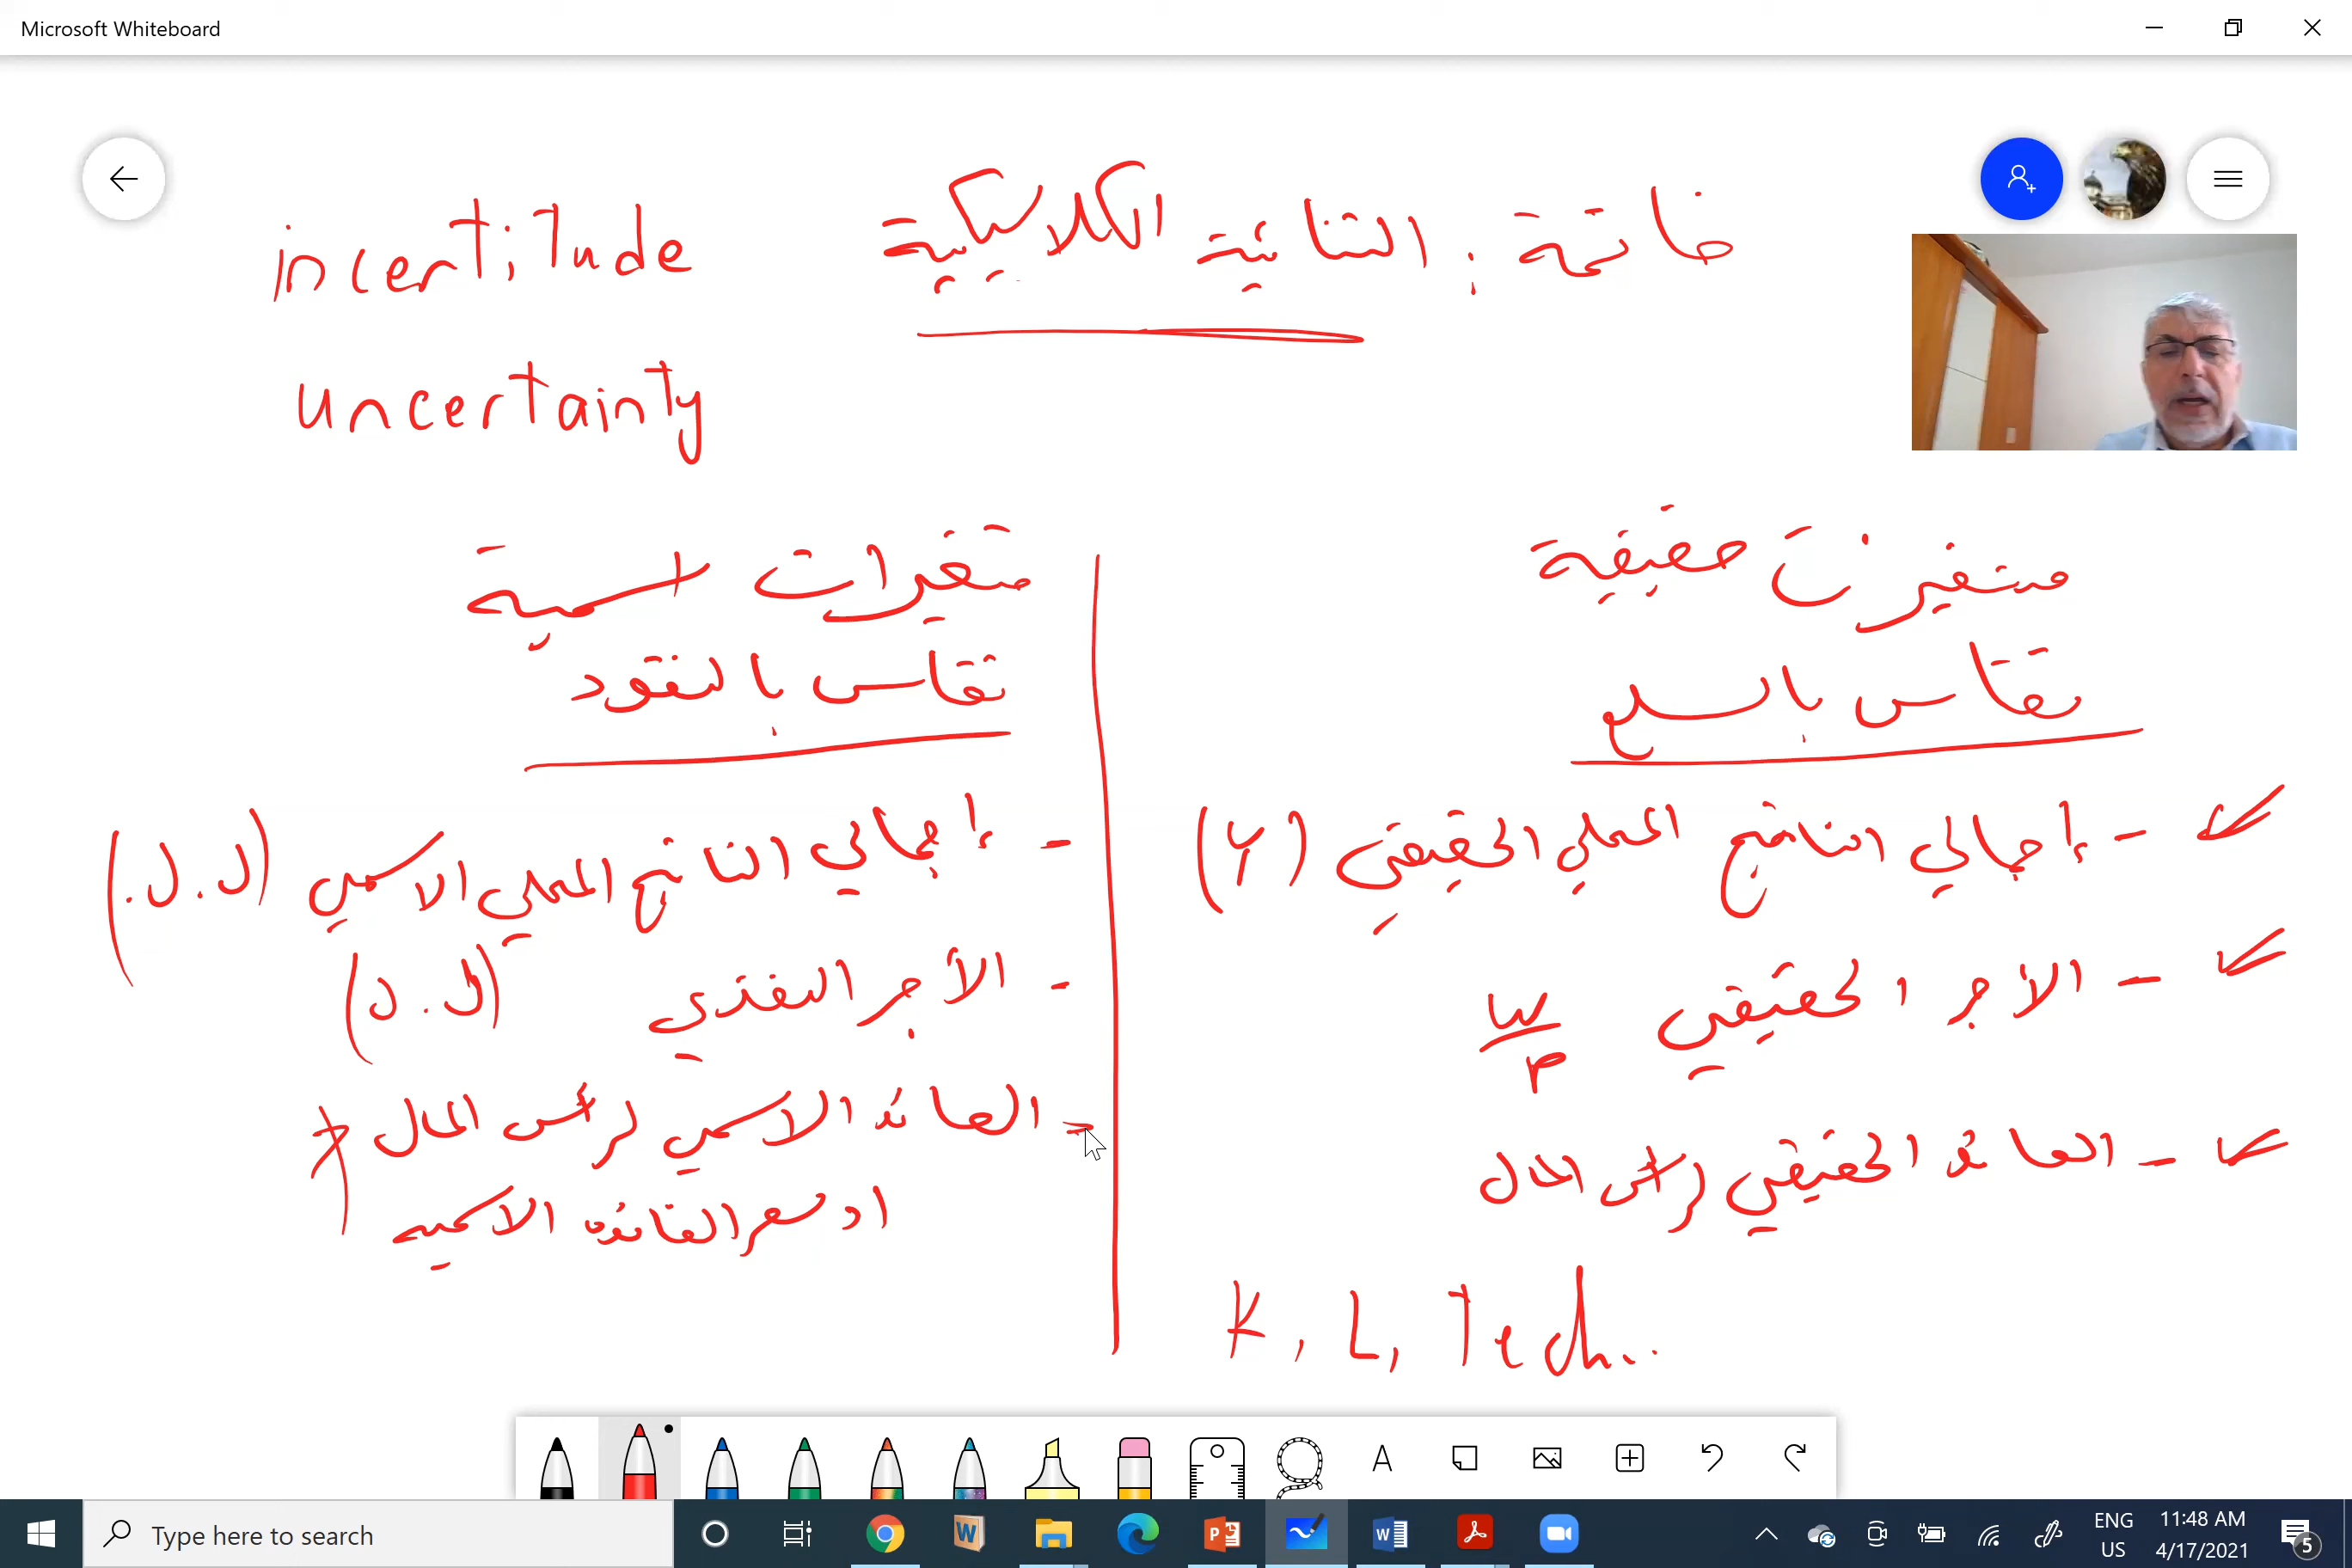 Microsoft Whiteboard
خاتمة : الثنائية الكلاسيكية
incertitude
uncertainty
متغيرات حقيقية
تقاس بالسلع
- إجمالي الناتج المحلي الحقيقي (Y)
- الأجر الحقيقي W/P
- العائد الحقيقي لرأس المال
K, L, Tech..
متغيرات اسمية
تقاس بالنقود
- إجمالي الناتج المحلي الاسمي (ل.ل.)
- الأجر النقدي (ل.ل)
- العائد الاسمي لرأس المال
او سعر الفائدة الاسمية
A
Type here to search
ENG
US
11:48 AM
4/17/2021
5